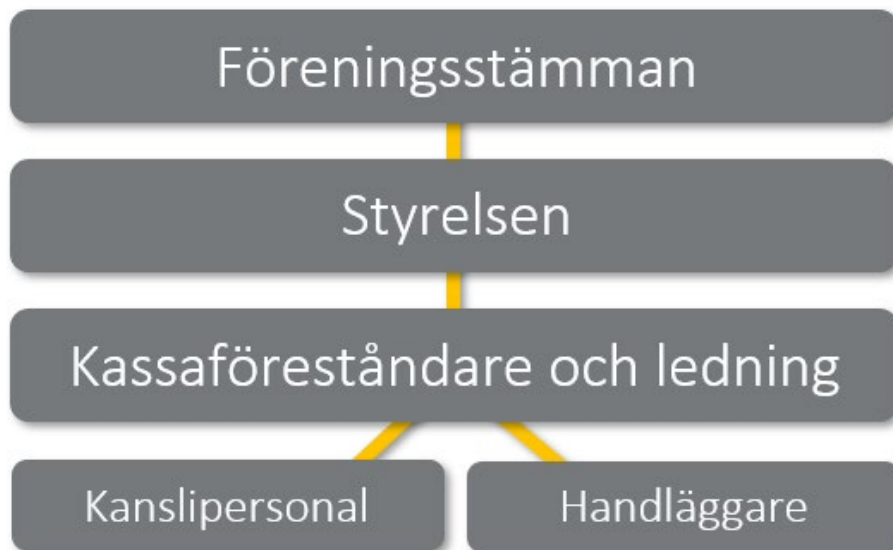 Föreningsstämman
Styrelsen
Kassaföreståndare och ledning
Kanslipersonal
Handläggare